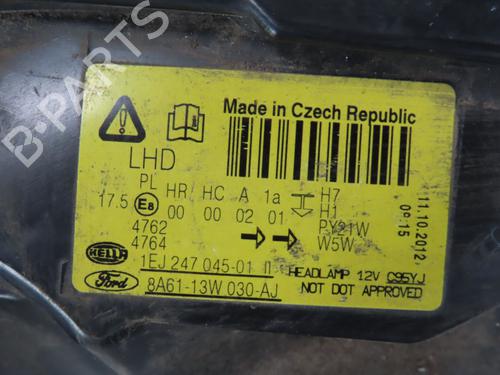 B-PARTS
Made in Czech Republic
LHD
PL HR HC A 1a H7
17.5 E8 00 00 02 01 H1
4762 PY21W
4764 W5W
11.10.2012
09:15
HELLA 1EJ 247 045-01
HEADLAMP 12V C95YJ
Ford 8A61-13W 030-AJ
NOT DOT APPROVED